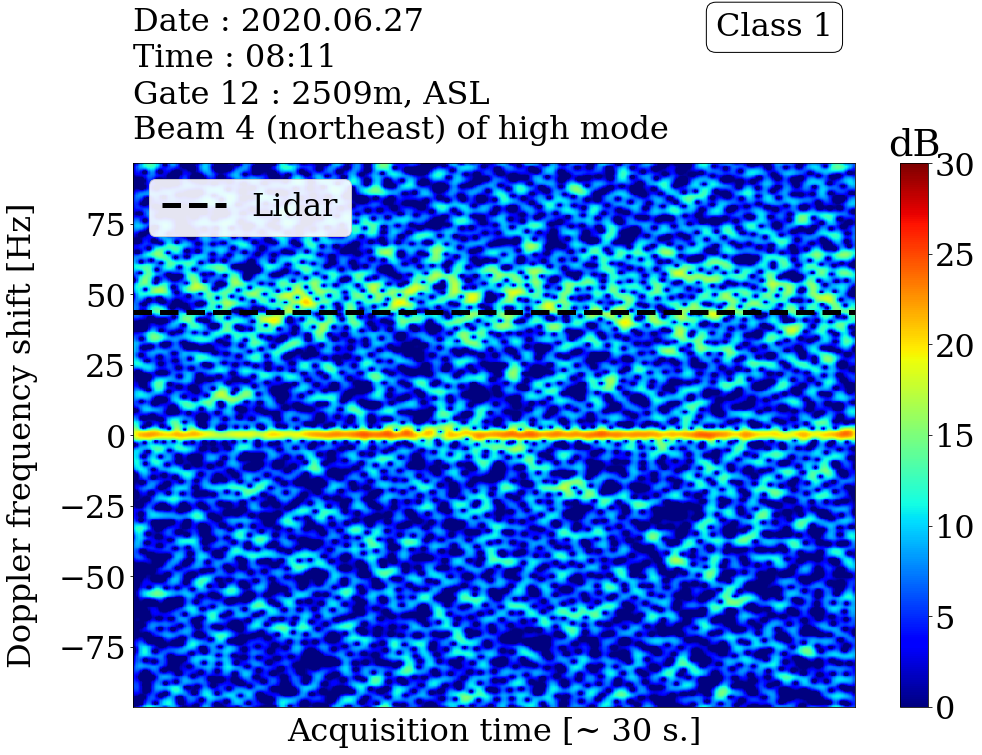 Date : 2020.06.27
Time : 08:11
Gate 12 : 2509m, ASL
Beam 4 (northeast) of high mode
Class 1
dB
Lidar
Doppler frequency shift [Hz]
75
50
25
0
−25
−50
−75
30
25
20
15
10
5
0
Acquisition time [~ 30 s.]